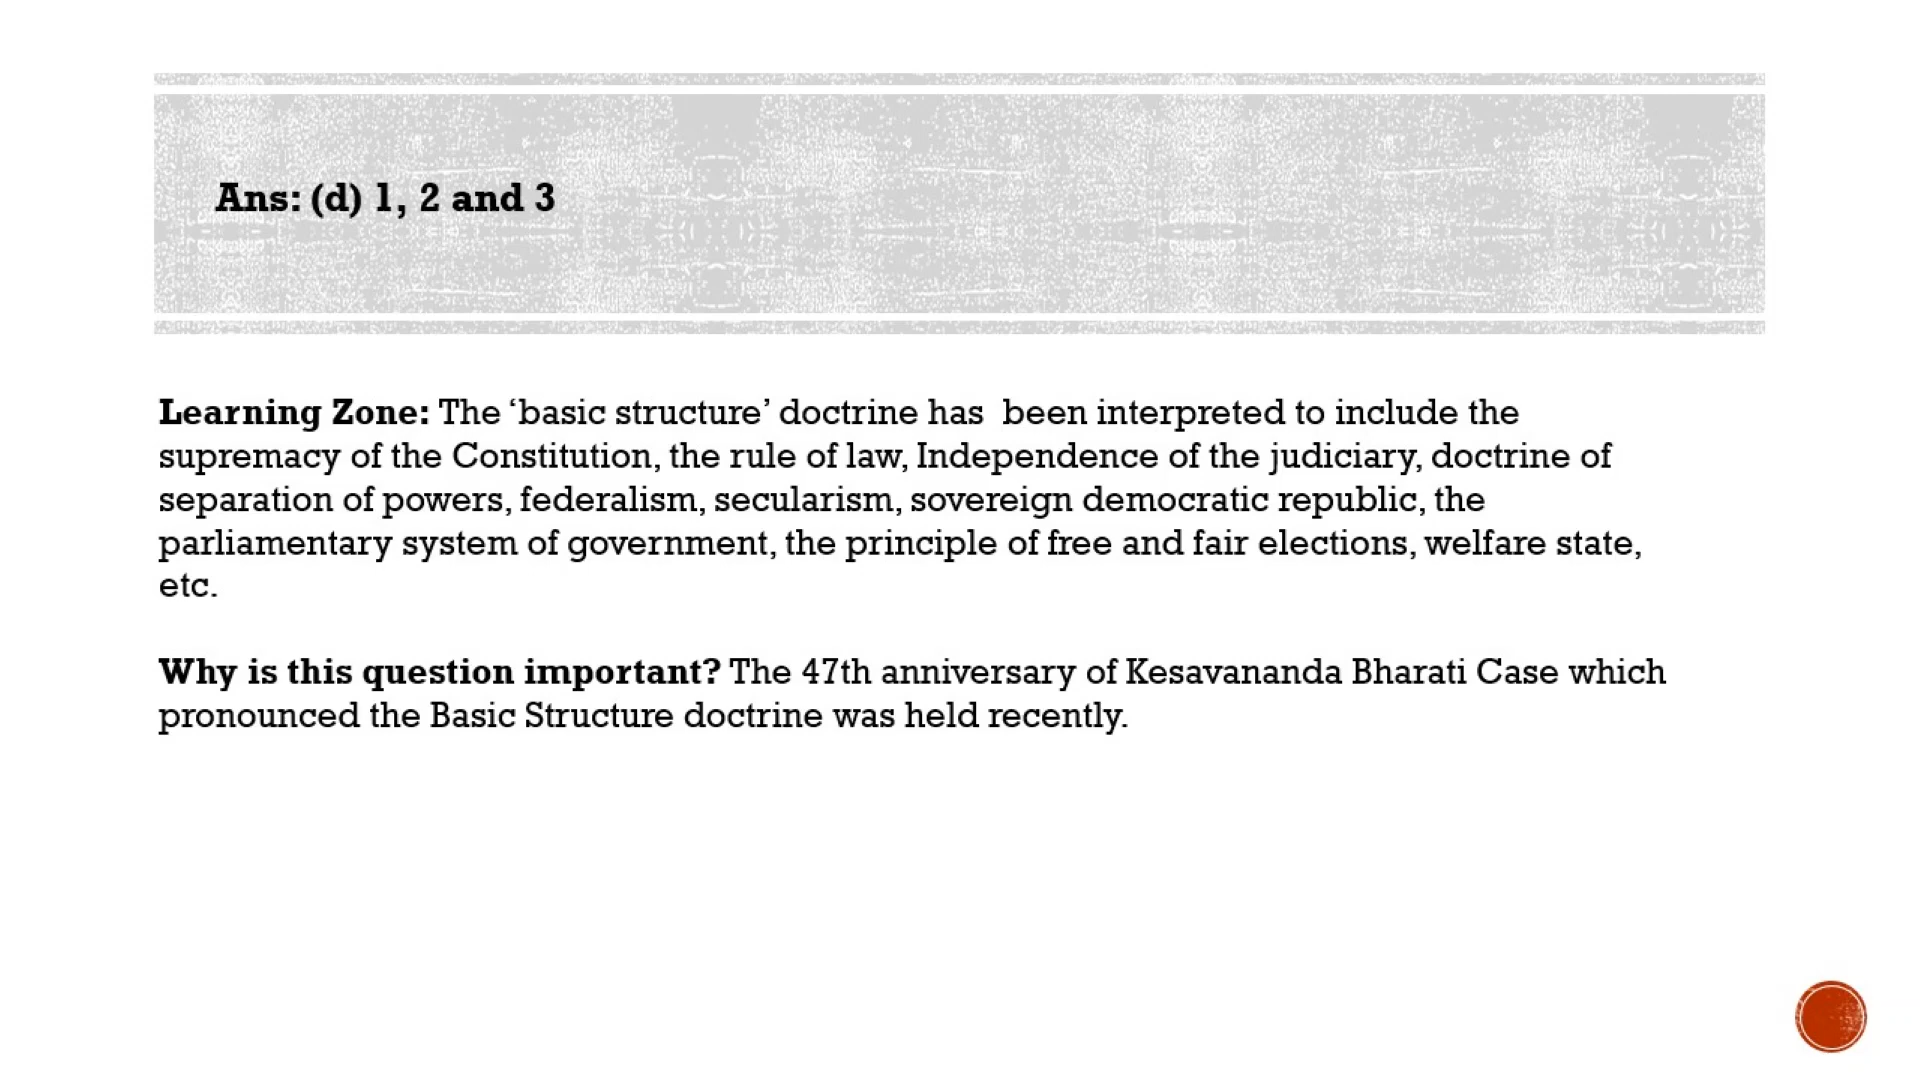 Ans: (d) 1, 2 and 3
Learning Zone: The ‘basic structure’ doctrine has  been interpreted to include the
supremacy of the Constitution, the rule of law, Independence of the judiciary, doctrine of
separation of powers, federalism, secularism, sovereign democratic republic, the
parliamentary system of government, the principle of free and fair elections, welfare state,
etc.
Why is this question important? The 47th anniversary of Kesavananda Bharati Case which
pronounced the Basic Structure doctrine was held recently.